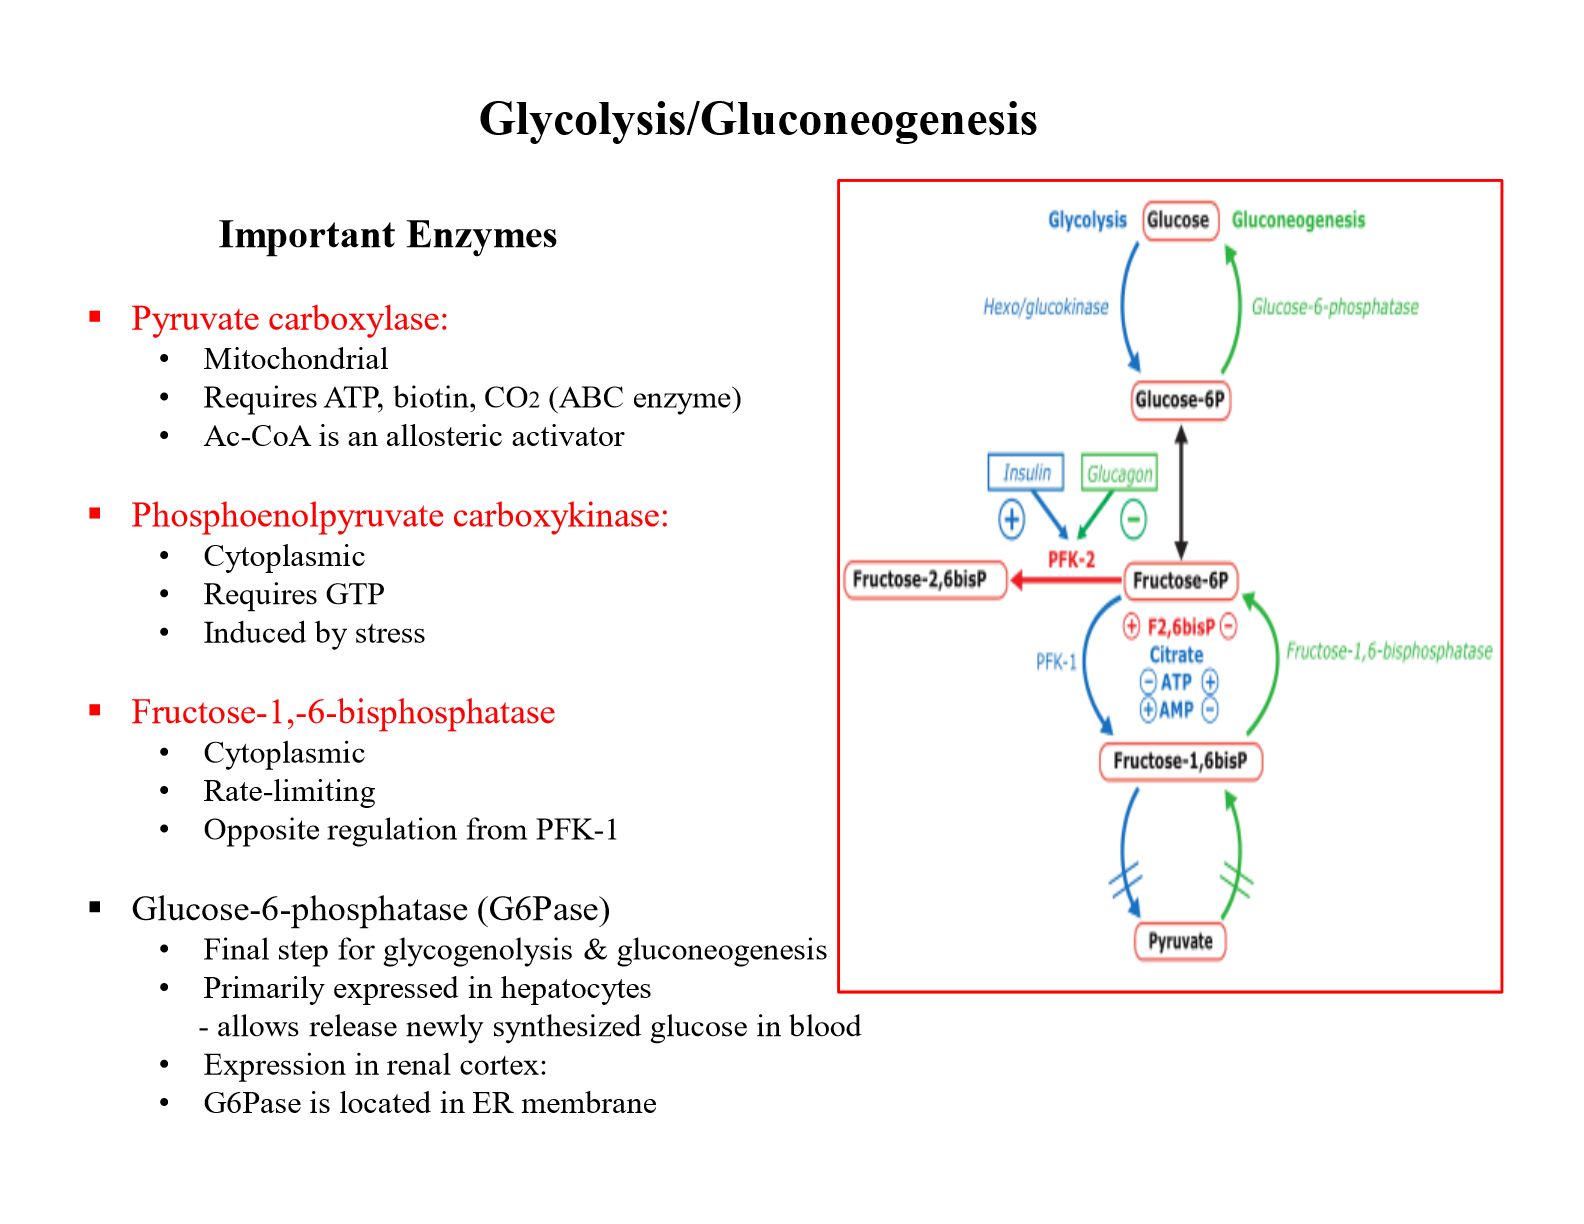 Glycolysis/Gluconeogenesis
Important Enzymes
▪ Pyruvate carboxylase:
• Mitochondrial
• Requires ATP, biotin, CO2 (ABC enzyme)
• Ac-CoA is an allosteric activator
▪ Phosphoenolpyruvate carboxykinase:
• Cytoplasmic
• Requires GTP
• Induced by stress
▪ Fructose-1,-6-bisphosphatase
• Cytoplasmic
• Rate-limiting
• Opposite regulation from PFK-1
▪ Glucose-6-phosphatase (G6Pase)
• Final step for glycogenolysis & gluconeogenesis
• Primarily expressed in hepatocytes
- allows release newly synthesized glucose in blood
• Expression in renal cortex:
• G6Pase is located in ER membrane
Glycolysis Glucose Gluconeogenesis
Hexo/glucokinase Glucose-6-phosphatase
Glucose-6P
Insulin Glucagon
+ −
PFK-2
Fructose-2,6bisP Fructose-6P
+ F2,6bisP −
PFK-1 Citrate Fructose-1,6-bisphosphatase
− ATP +
+ AMP −
Fructose-1,6bisP
Pyruvate